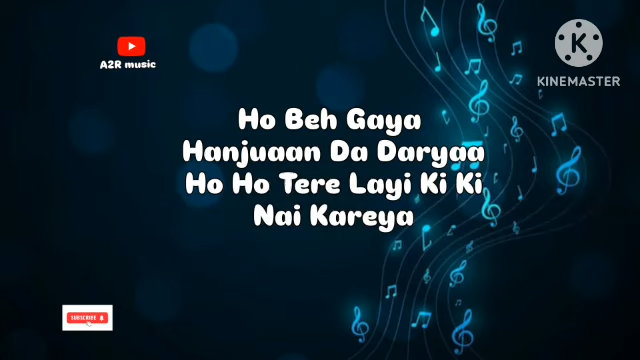 A2R music
K
KINEMASTER
Ho Beh Gaya
Hanjuaan Da Daryaa
Ho Ho Tere Layi Ki Ki
Nai Kareya
SUBSCRIBE